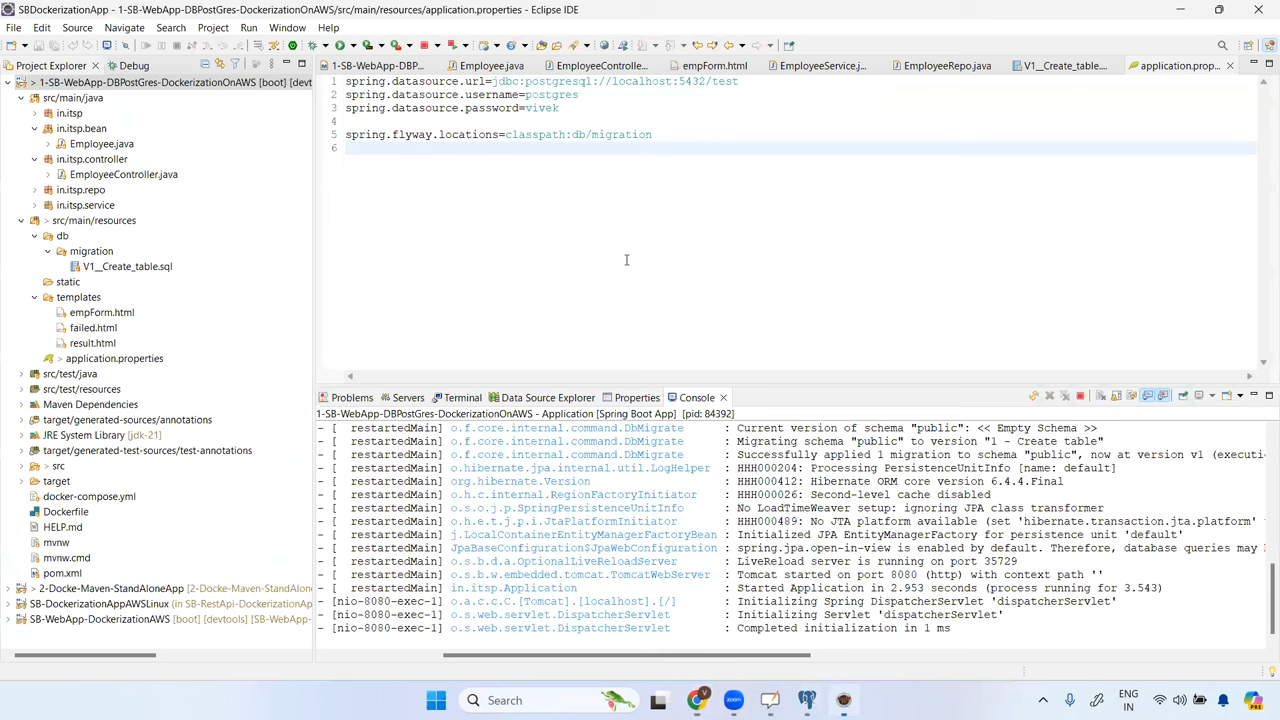 SBDockerizationApp - 1-SB-WebApp-DBPostGres-DockerizationOnAWS/src/main/resources/application.properties - Eclipse IDE
File Edit Source Navigate Search Project Run Window Help
Project Explorer × Debug
1-SB-WebApp-DBP... Employee.java EmployeeControlle... empForm.html EmployeeService.j... EmployeeRepo.java V1__Create_table.... application.prop... ×
1-SB-WebApp-DBPostGres-DockerizationOnAWS [boot] [devt
src/main/java
in.itsp
in.itsp.bean
Employee.java
in.itsp.controller
EmployeeController.java
in.itsp.repo
in.itsp.service
src/main/resources
db
migration
V1__Create_table.sql
static
templates
empForm.html
failed.html
result.html
application.properties
src/test/java
src/test/resources
Maven Dependencies
target/generated-sources/annotations
JRE System Library [jdk-21]
target/generated-test-sources/test-annotations
src
target
docker-compose.yml
Dockerfile
HELP.md
mvnw
mvnw.cmd
pom.xml
2-Docke-Maven-StandAloneApp [2-Docke-Maven-StandAlo
SB-DockerizationAppAWSLinux (in SB-RestApi-Dockerization
SB-WebApp-DockerizationAWS [boot] [devtools] [SB-WebApp-
1 spring.datasource.url=jdbc:postgresql://localhost:5432/test
2 spring.datasource.username=postgres
3 spring.datasource.password=vivek
4
5 spring.flyway.locations=classpath:db/migration
6
Problems Servers Terminal Data Source Explorer Properties Console ×
1-SB-WebApp-DBPostGres-DockerizationOnAWS - Application [Spring Boot App] [pid: 84392]
- [ restartedMain] o.f.core.internal.command.DbMigrate : Current version of schema "public": << Empty Schema >>
- [ restartedMain] o.f.core.internal.command.DbMigrate : Migrating schema "public" to version "1 - Create table"
- [ restartedMain] o.f.core.internal.command.DbMigrate : Successfully applied 1 migration to schema "public", now at version v1 (executi
- [ restartedMain] o.hibernate.jpa.internal.util.LogHelper : HHH000204: Processing PersistenceUnitInfo [name: default]
- [ restartedMain] org.hibernate.Version : HHH000412: Hibernate ORM core version 6.4.4.Final
- [ restartedMain] o.h.c.internal.RegionFactoryInitiator : HHH000026: Second-level cache disabled
- [ restartedMain] o.s.o.j.p.SpringPersistenceUnitInfo : No LoadTimeWeaver setup: ignoring JPA class transformer
- [ restartedMain] o.h.e.t.j.p.i.JtaPlatformInitiator : HHH000489: No JTA platform available (set 'hibernate.transaction.jta.platform'
- [ restartedMain] j.LocalContainerEntityManagerFactoryBean : Initialized JPA EntityManagerFactory for persistence unit 'default'
- [ restartedMain] JpaBaseConfiguration$JpaWebConfiguration : spring.jpa.open-in-view is enabled by default. Therefore, database queries may
- [ restartedMain] o.s.b.d.a.OptionalLiveReloadServer : LiveReload server is running on port 35729
- [ restartedMain] o.s.b.w.embedded.tomcat.TomcatWebServer : Tomcat started on port 8080 (http) with context path ''
- [ restartedMain] in.itsp.Application : Started Application in 2.953 seconds (process running for 3.543)
- [nio-8080-exec-1] o.a.c.c.C.[Tomcat].[localhost].[/] : Initializing Spring DispatcherServlet 'dispatcherServlet'
- [nio-8080-exec-1] o.s.web.servlet.DispatcherServlet : Initializing Servlet 'dispatcherServlet'
- [nio-8080-exec-1] o.s.web.servlet.DispatcherServlet : Completed initialization in 1 ms
Search
ENG
IN